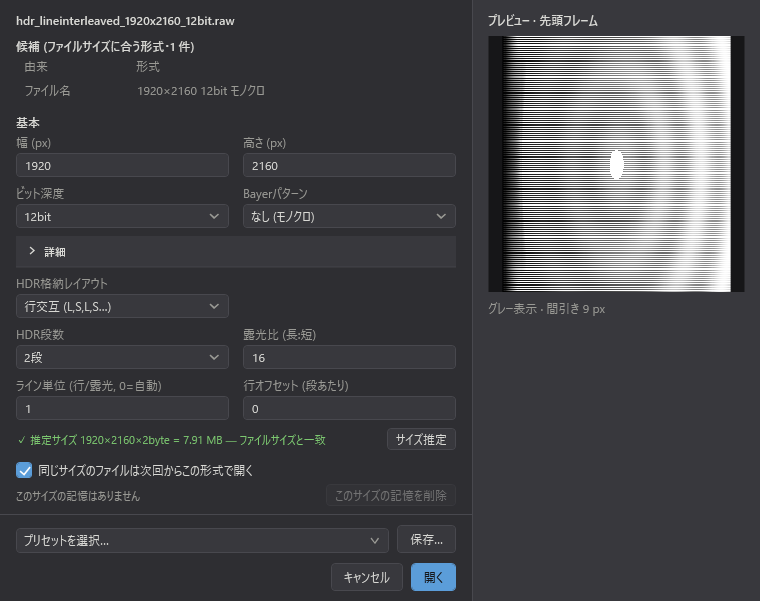 hdr_lineinterleaved_1920x2160_12bit.raw
候補 (ファイルサイズに合う形式・1 件)
由来 形式
ファイル名 1920×2160 12bit モノクロ
基本
幅 (px) 高さ (px)
1920 2160
ビット深度 Bayerパターン
12bit なし (モノクロ)
詳細
HDR格納レイアウト
行交互 (L,S,L,S...)
HDR段数 露光比 (長:短)
2段 16
ライン単位 (行/露光, 0=自動) 行オフセット (段あたり)
1 0
✓ 推定サイズ 1920×2160×2byte = 7.91 MB — ファイルサイズと一致 サイズ推定
同じサイズのファイルは次回からこの形式で開く
このサイズの記憶はありません このサイズの記憶を削除
プリセットを選択... 保存...
キャンセル 開く
プレビュー · 先頭フレーム
グレー表示 · 間引き 9 px